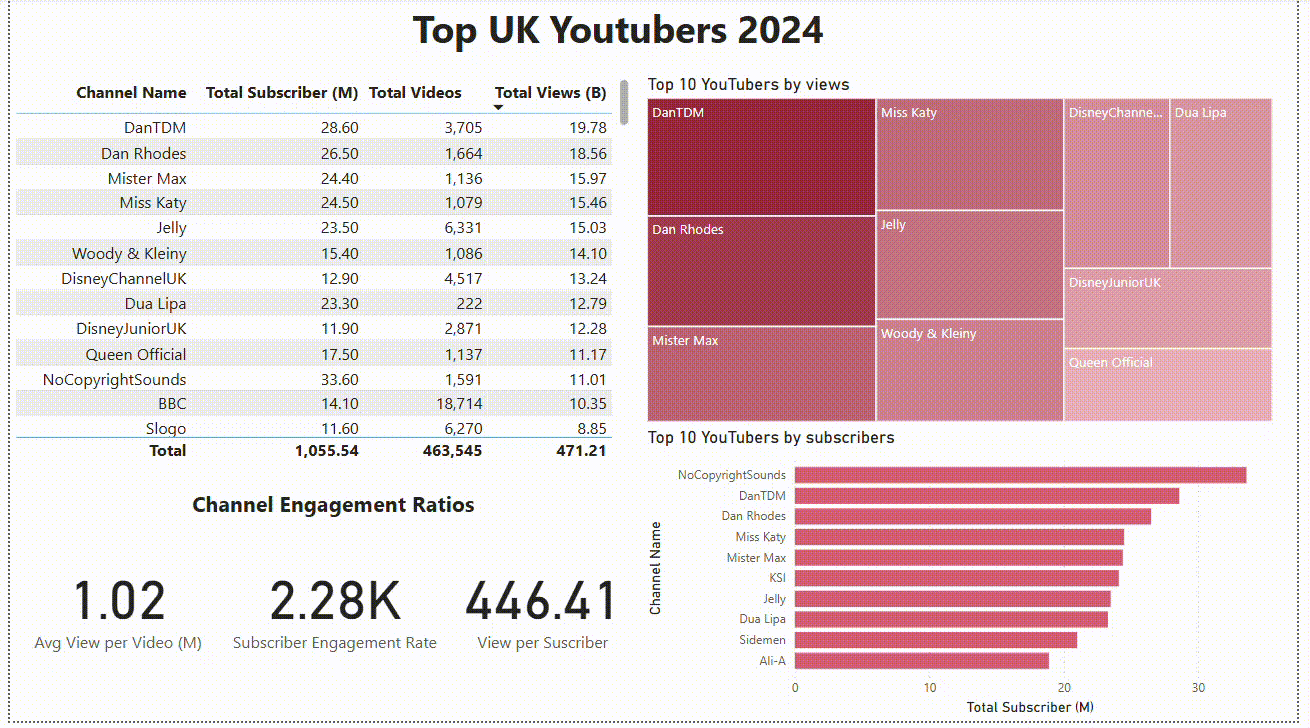 Top UK Youtubers 2024
Channel Name Total Subscriber (M) Total Videos Total Views (B)
DanTDM 28.60 3,705 19.78
Dan Rhodes 26.50 1,664 18.56
Mister Max 24.40 1,136 15.97
Miss Katy 24.50 1,079 15.46
Jelly 23.50 6,331 15.03
Woody & Kleiny 15.40 1,086 14.10
DisneyChannelUK 12.90 4,517 13.24
Dua Lipa 23.30 222 12.79
DisneyJuniorUK 11.90 2,871 12.28
Queen Official 17.50 1,137 11.17
NoCopyrightSounds 33.60 1,591 11.01
BBC 14.10 18,714 10.35
Slogo 11.60 6,270 8.85
Total 1,055.54 463,545 471.21
Channel Engagement Ratios
1.02 2.28K 446.41
Avg View per Video (M) Subscriber Engagement Rate View per Suscriber
Top 10 YouTubers by views
DanTDM
Dan Rhodes
Mister Max
Miss Katy
Jelly
Woody & Kleiny
DisneyChanne...
Dua Lipa
DisneyJuniorUK
Queen Official
Top 10 YouTubers by subscribers
Channel Name
NoCopyrightSounds
DanTDM
Dan Rhodes
Miss Katy
Mister Max
KSI
Jelly
Dua Lipa
Sidemen
Ali-A
0 10 20 30
Total Subscriber (M)